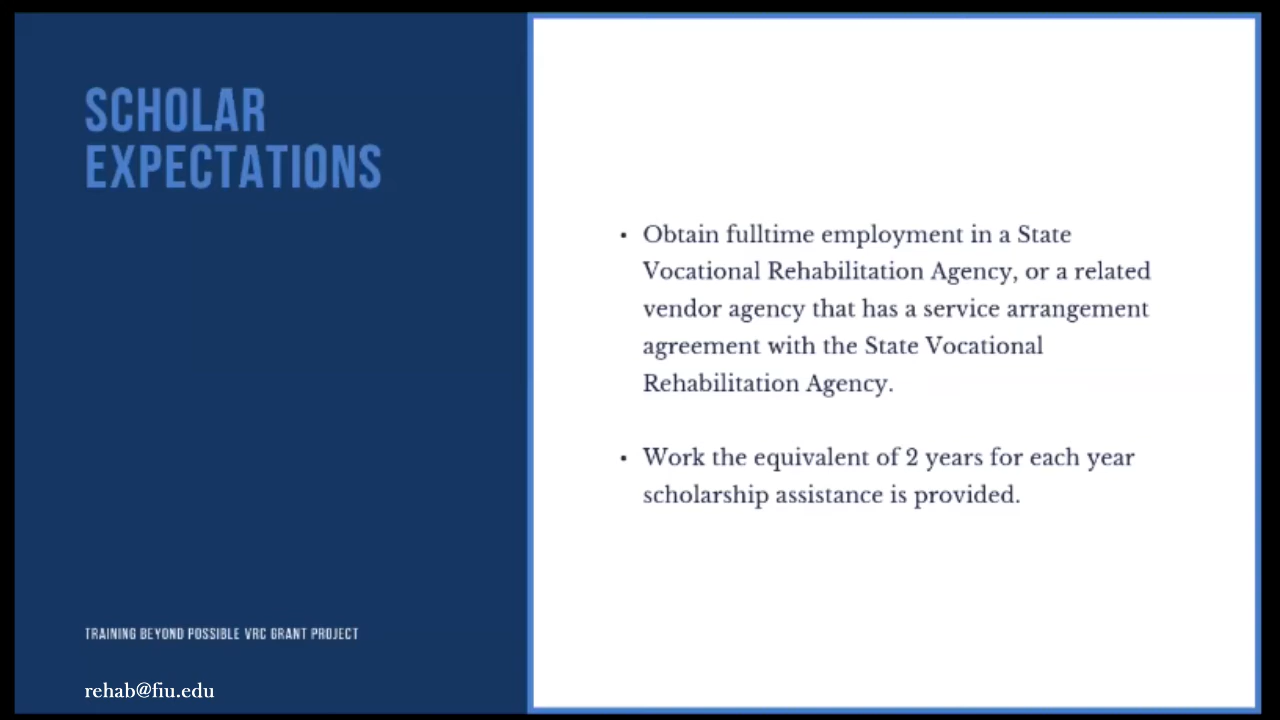 SCHOLAR
EXPECTATIONS
• Obtain fulltime employment in a State
Vocational Rehabilitation Agency, or a related
vendor agency that has a service arrangement
agreement with the State Vocational
Rehabilitation Agency.
• Work the equivalent of 2 years for each year
scholarship assistance is provided.
TRAINING BEYOND POSSIBLE VRC GRANT PROJECT
rehab@fiu.edu